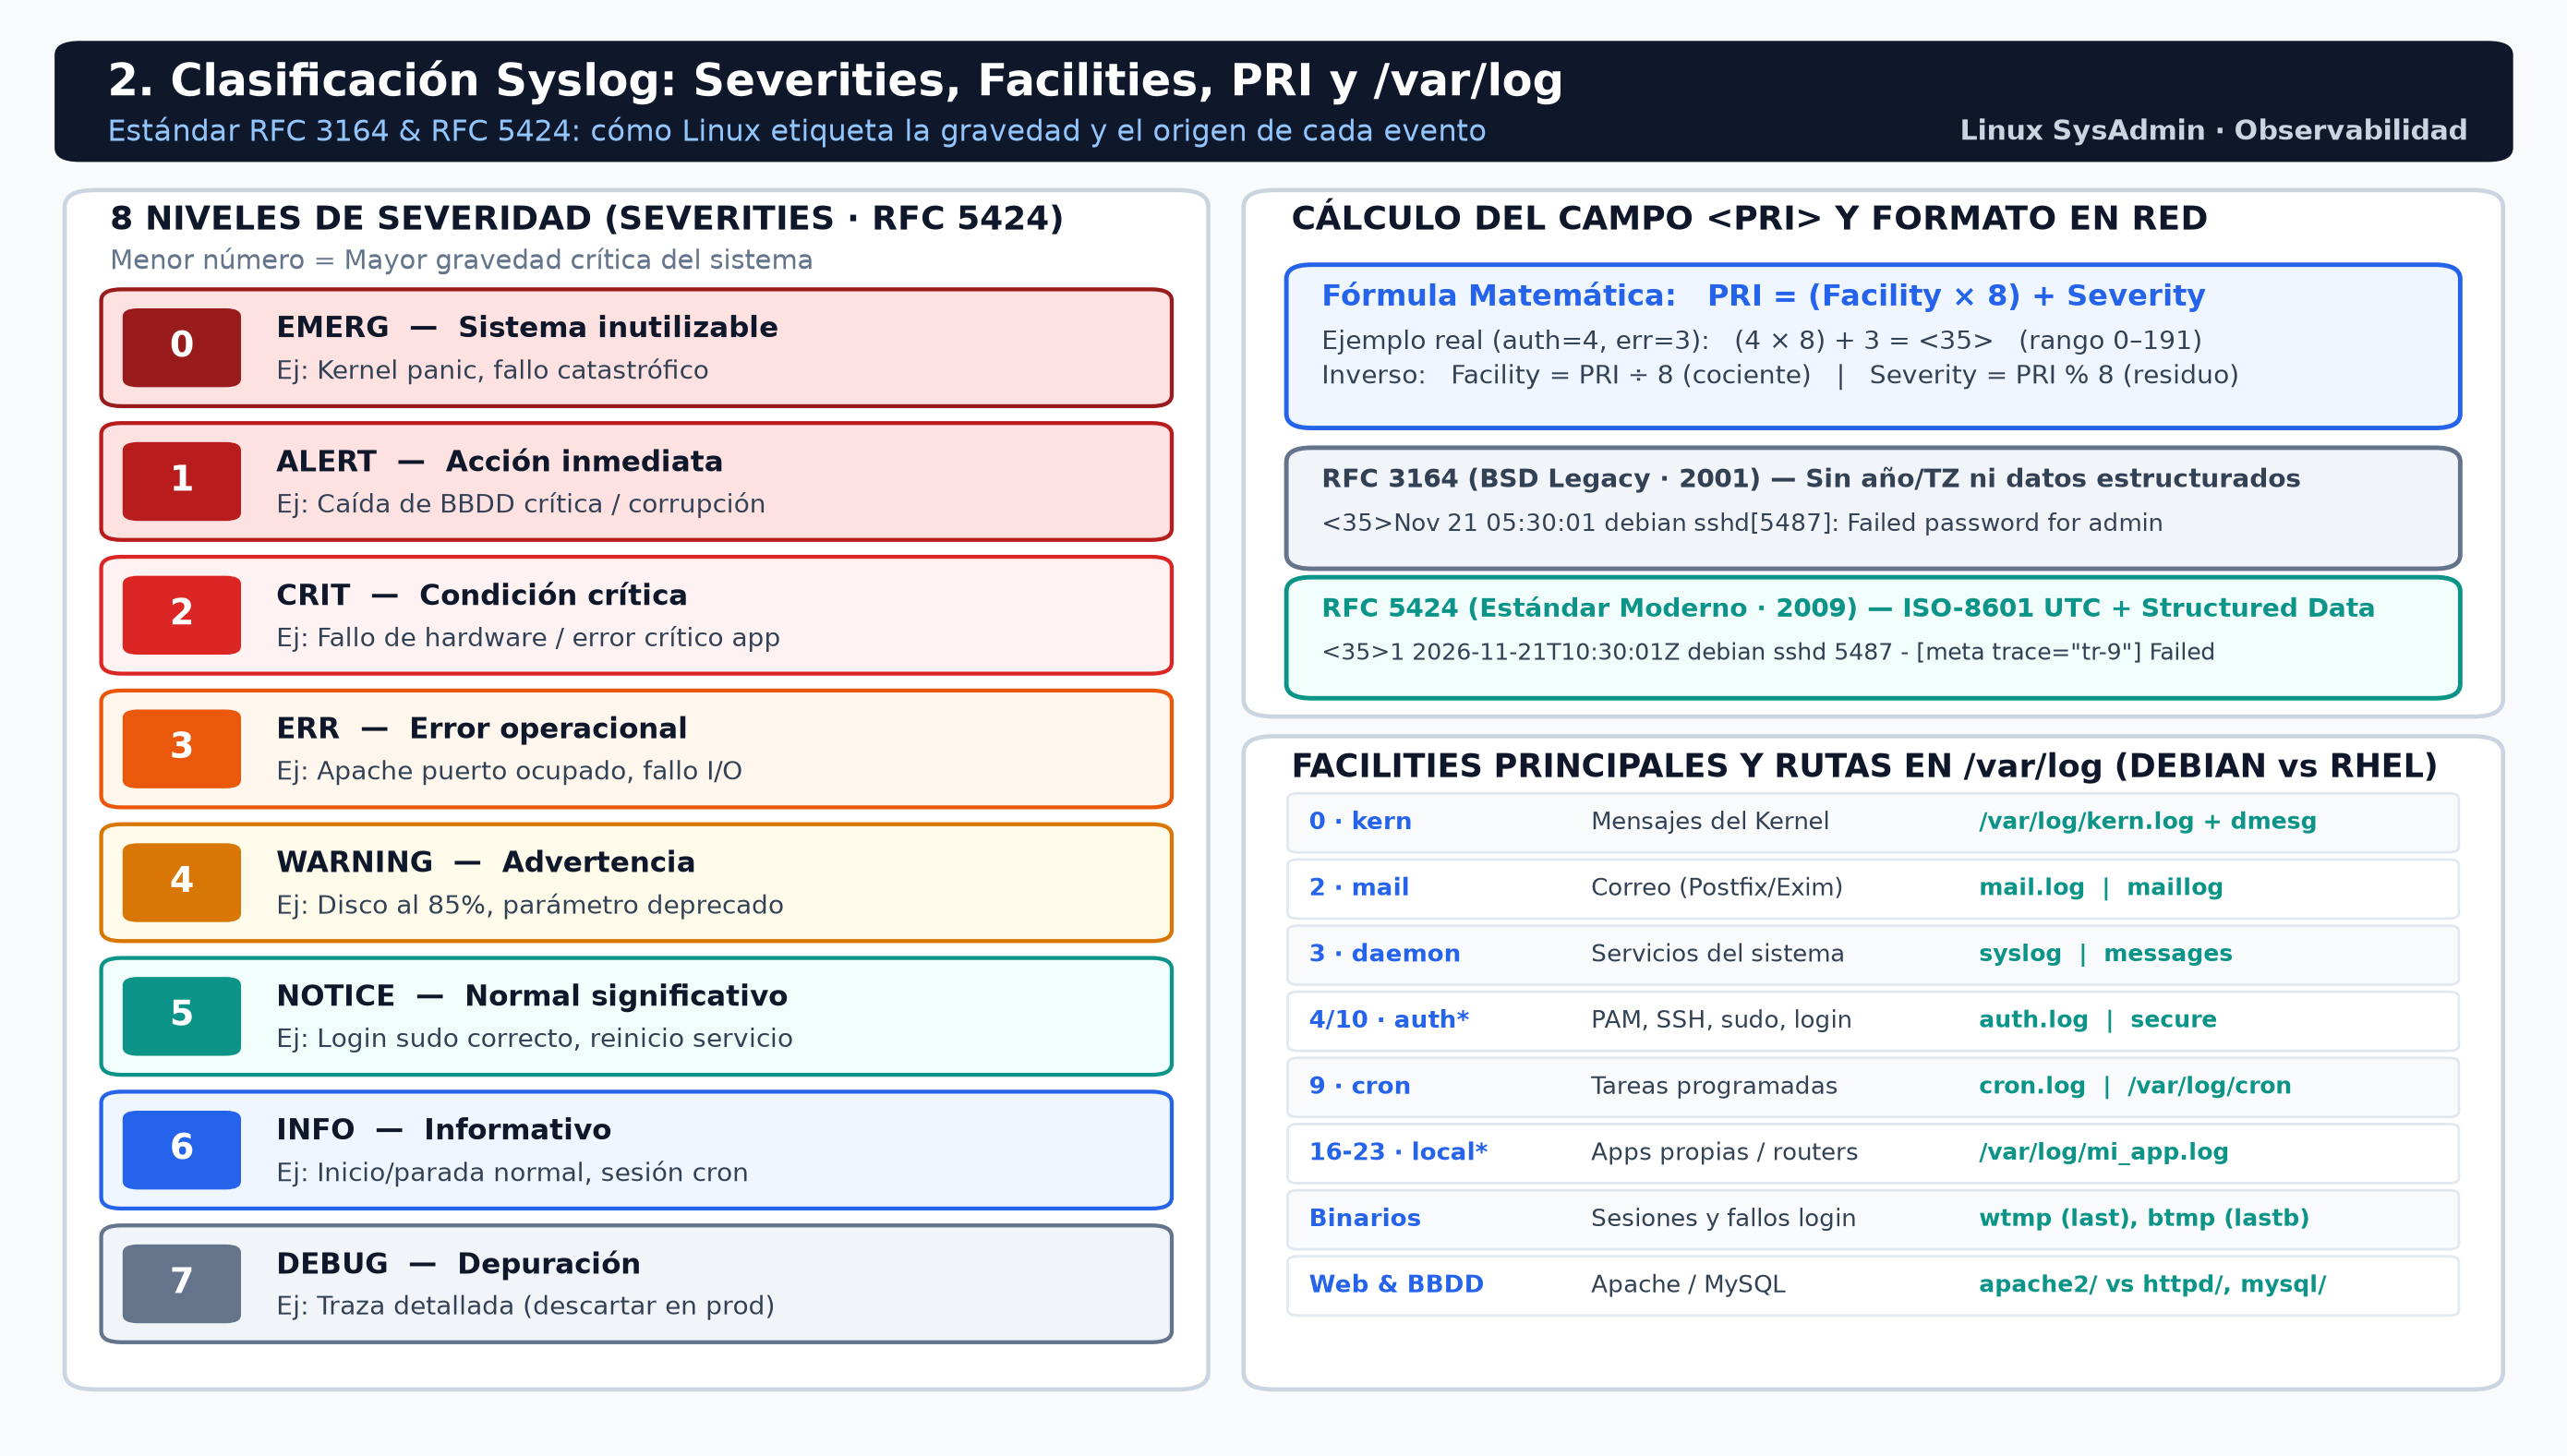 2. Clasificación Syslog: Severities, Facilities, PRI y /var/log
Estándar RFC 3164 & RFC 5424: cómo Linux etiqueta la gravedad y el origen de cada evento
Linux SysAdmin · Observabilidad
8 NIVELES DE SEVERIDAD (SEVERITIES · RFC 5424)
Menor número = Mayor gravedad crítica del sistema
0
EMERG — Sistema inutilizable
Ej: Kernel panic, fallo catastrófico
1
ALERT — Acción inmediata
Ej: Caída de BBDD crítica / corrupción
2
CRIT — Condición crítica
Ej: Fallo de hardware / error crítico app
3
ERR — Error operacional
Ej: Apache puerto ocupado, fallo I/O
4
WARNING — Advertencia
Ej: Disco al 85%, parámetro deprecado
5
NOTICE — Normal significativo
Ej: Login sudo correcto, reinicio servicio
6
INFO — Informativo
Ej: Inicio/parada normal, sesión cron
7
DEBUG — Depuración
Ej: Traza detallada (descartar en prod)
CÁLCULO DEL CAMPO <PRI> Y FORMATO EN RED
Fórmula Matemática: PRI = (Facility × 8) + Severity
Ejemplo real (auth=4, err=3): (4 × 8) + 3 = <35> (rango 0–191)
Inverso: Facility = PRI ÷ 8 (cociente) | Severity = PRI % 8 (residuo)
RFC 3164 (BSD Legacy · 2001) — Sin año/TZ ni datos estructurados
<35>Nov 21 05:30:01 debian sshd[5487]: Failed password for admin
RFC 5424 (Estándar Moderno · 2009) — ISO-8601 UTC + Structured Data
<35>1 2026-11-21T10:30:01Z debian sshd 5487 - [meta trace="tr-9"] Failed
FACILITIES PRINCIPALES Y RUTAS EN /var/log (DEBIAN vs RHEL)
0 · kern Mensajes del Kernel /var/log/kern.log + dmesg
2 · mail Correo (Postfix/Exim) mail.log | maillog
3 · daemon Servicios del sistema syslog | messages
4/10 · auth* PAM, SSH, sudo, login auth.log | secure
9 · cron Tareas programadas cron.log | /var/log/cron
16-23 · local* Apps propias / routers /var/log/mi_app.log
Binarios Sesiones y fallos login wtmp (last), btmp (lastb)
Web & BBDD Apache / MySQL apache2/ vs httpd/, mysql/